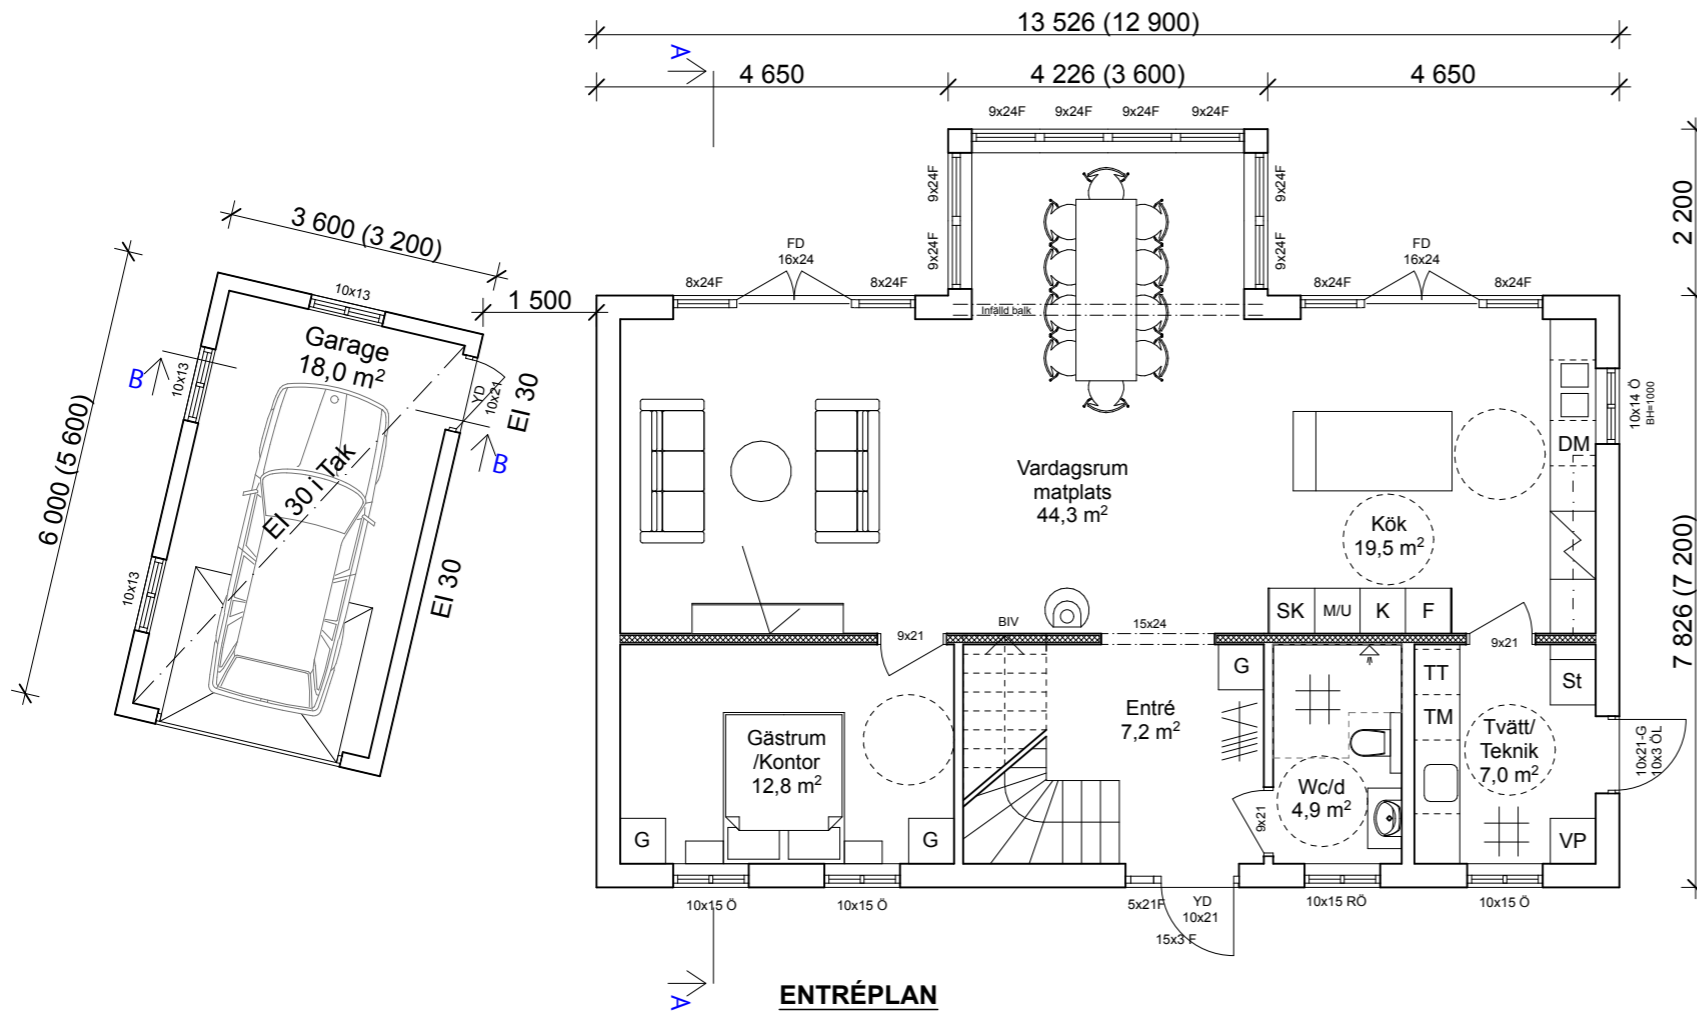 13 526 (12 900)
A
4 650
4 226 (3 600)
4 650
9x24F
9x24F
9x24F
9x24F
9x24F
9x24F
9x24F
9x24F
2 200
3 600 (3 200)
1 500
FD
16x24
8x24F
8x24F
FD
16x24
8x24F
8x24F
Infälld balk
10x13
Garage
18,0 m²
B
10x13
YD
10x21
EI 30
B
6 000 (5 600)
EI 30 i Tak
EI 30
10x13
10x14 Ö
BH=1000
DM
Vardagsrum
matplats
44,3 m²
Kök
19,5 m²
7 826 (7 200)
SK
M/U
K
F
9x21
BIV
15x24
9x21
G
TT
St
TM
Entré
7,2 m²
Gästrum
/Kontor
12,8 m²
Tvätt/
Teknik
7,0 m²
10x21-G
10x3 ÖL
Wc/d
4,9 m²
9x21
G
G
VP
10x15 Ö
10x15 Ö
5x21F
YD
10x21
15x3 F
10x15 RÖ
10x15 Ö
A
ENTRÉPLAN